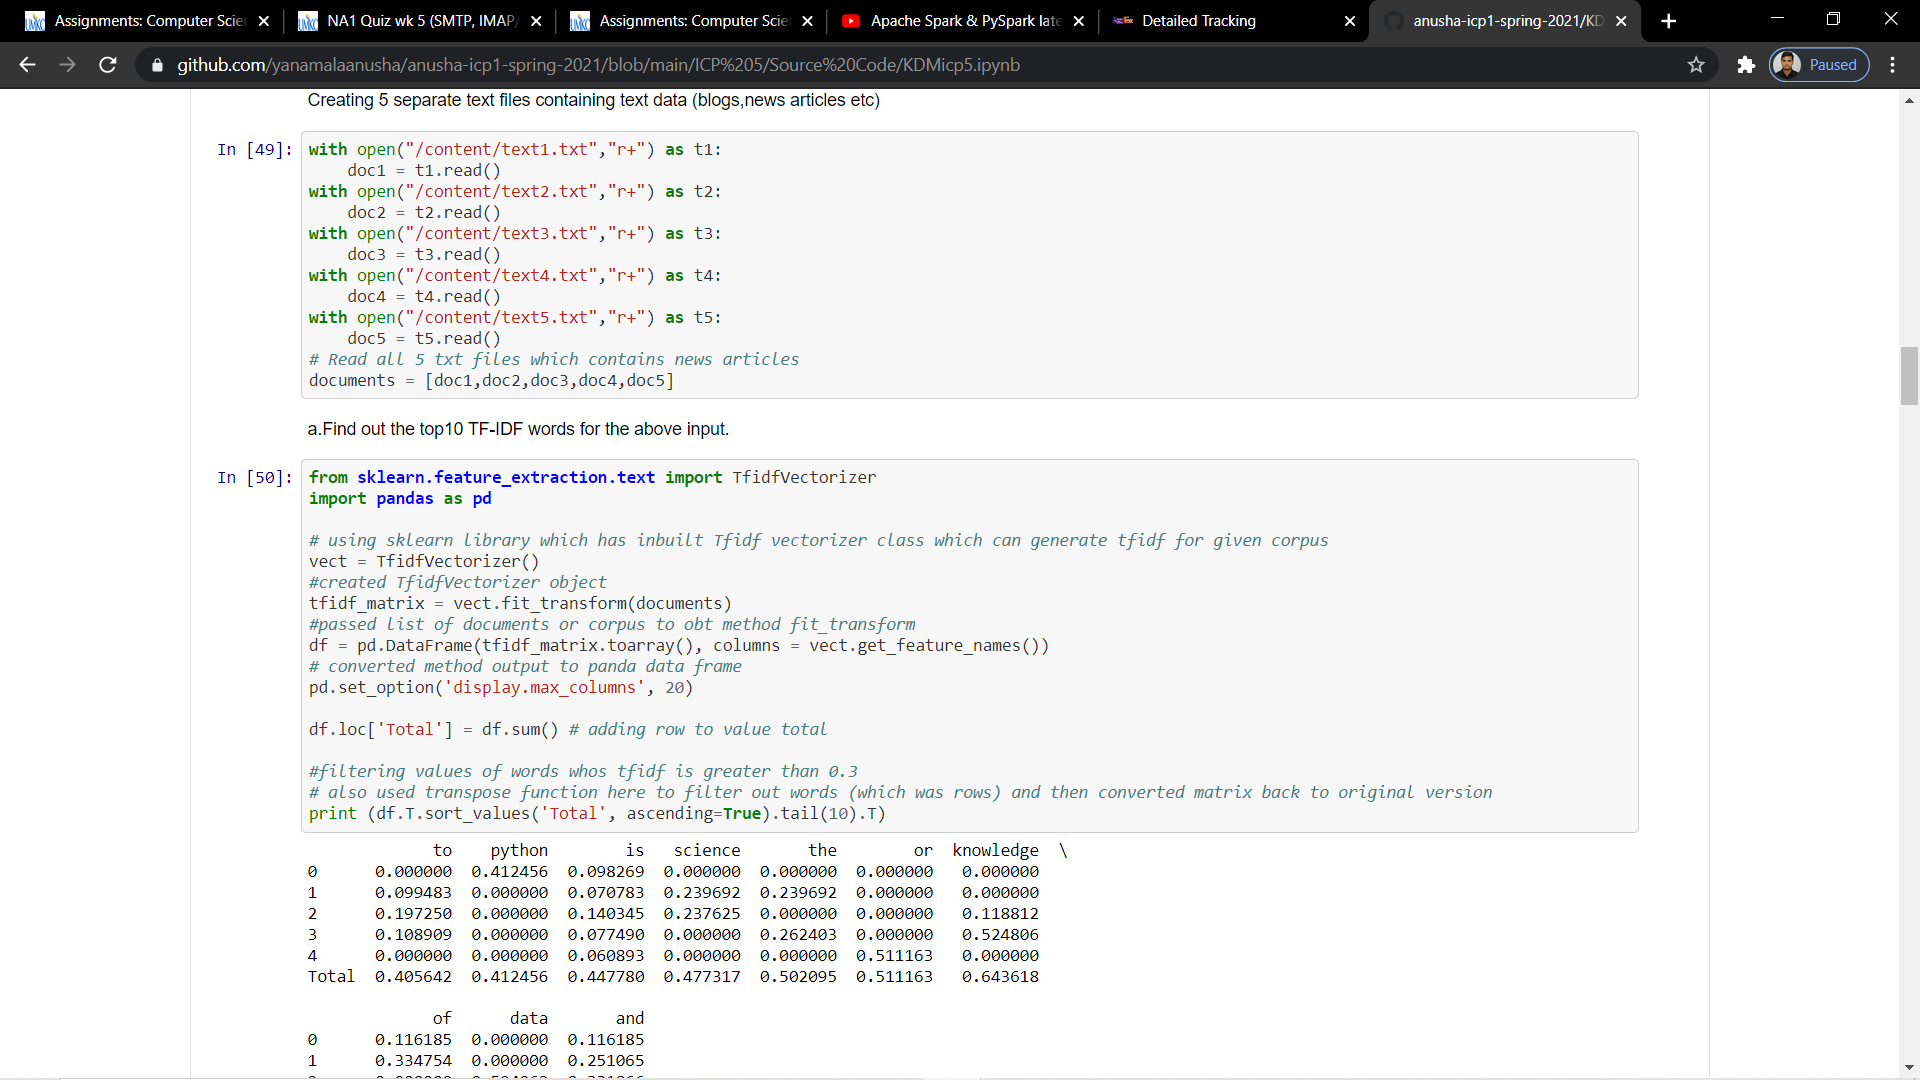 Assignments: Computer Scien
NA1 Quiz wk 5 (SMTP, IMAP,
Assignments: Computer Scien
Apache Spark & PySpark late
Detailed Tracking
anusha-icp1-spring-2021/KD
github.com/yanamalaanusha/anusha-icp1-spring-2021/blob/main/ICP%205/Source%20Code/KDMicp5.ipynb
Paused
Creating 5 separate text files containing text data (blogs,news articles etc)
In [49]:
with open("/content/text1.txt","r+") as t1:
    doc1 = t1.read()
with open("/content/text2.txt","r+") as t2:
    doc2 = t2.read()
with open("/content/text3.txt","r+") as t3:
    doc3 = t3.read()
with open("/content/text4.txt","r+") as t4:
    doc4 = t4.read()
with open("/content/text5.txt","r+") as t5:
    doc5 = t5.read()
# Read all 5 txt files which contains news articles
documents = [doc1,doc2,doc3,doc4,doc5]
a.Find out the top10 TF-IDF words for the above input.
In [50]:
from sklearn.feature_extraction.text import TfidfVectorizer
import pandas as pd
# using sklearn library which has inbuilt Tfidf vectorizer class which can generate tfidf for given corpus
vect = TfidfVectorizer()
#created TfidfVectorizer object
tfidf_matrix = vect.fit_transform(documents)
#passed list of documents or corpus to obt method fit_transform
df = pd.DataFrame(tfidf_matrix.toarray(), columns = vect.get_feature_names())
# converted method output to panda data frame
pd.set_option('display.max_columns', 20)
df.loc['Total'] = df.sum() # adding row to value total
#filtering values of words whos tfidf is greater than 0.3
# also used transpose function here to filter out words (which was rows) and then converted matrix back to original version
print (df.T.sort_values('Total', ascending=True).tail(10).T)
to python is science the or knowledge \
0 0.000000 0.412456 0.098269 0.000000 0.000000 0.000000 0.000000
1 0.099483 0.000000 0.070783 0.239692 0.239692 0.000000 0.000000
2 0.197250 0.000000 0.140345 0.237625 0.000000 0.000000 0.118812
3 0.108909 0.000000 0.077490 0.000000 0.262403 0.000000 0.524806
4 0.000000 0.000000 0.060893 0.000000 0.000000 0.511163 0.000000
Total 0.405642 0.412456 0.447780 0.477317 0.502095 0.511163 0.643618
of data and
0 0.116185 0.000000 0.116185
1 0.334754 0.000000 0.251065